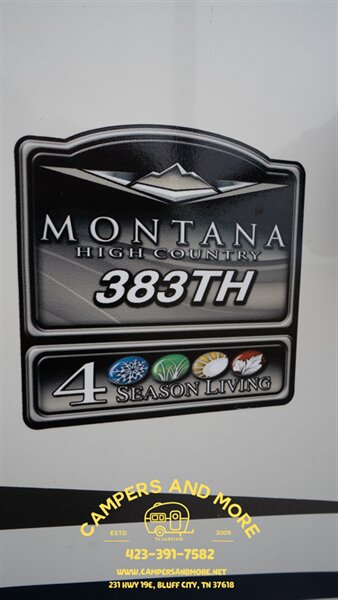 MONTANA
HIGH COUNTRY
383TH
4 SEASON LIVING
CAMPERS AND MORE
ESTD 2009
423-391-7582
WWW.CAMPERSANDMORE.NET
231 HWY 19E, BLUFF CITY, TN 37618